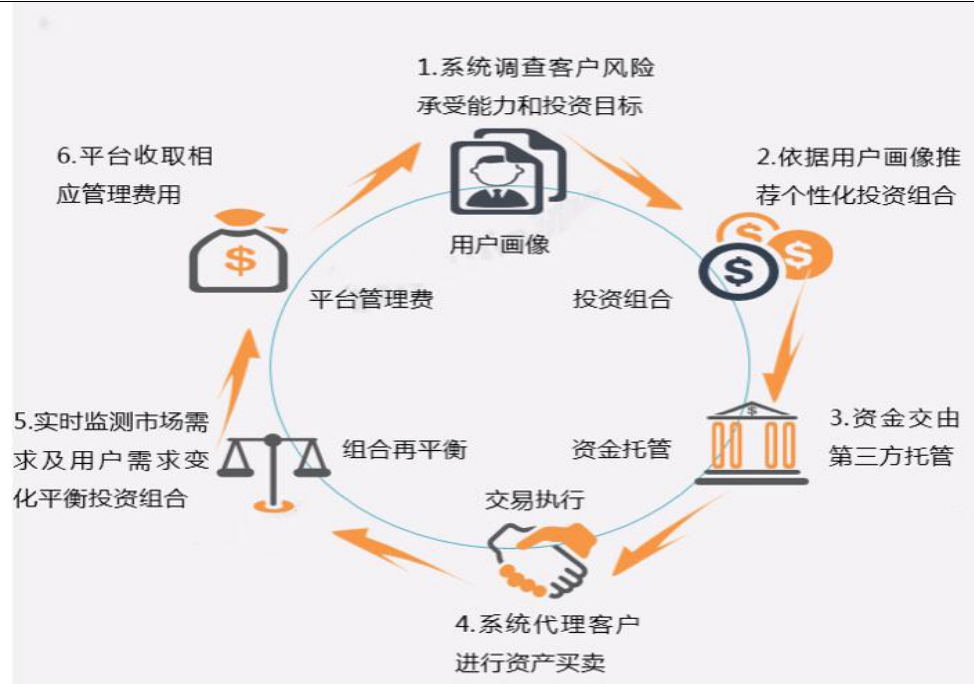 1.系统调查客户风险
承受能力和投资目标
用户画像
2.依据用户画像推
荐个性化投资组合
投资组合
3.资金交由
第三方托管
资金托管
交易执行
4.系统代理客户
进行资产买卖
5.实时监测市场需
求及用户需求变
化平衡投资组合
组合再平衡
6.平台收取相
应管理费用
平台管理费
$
$
$
$
$